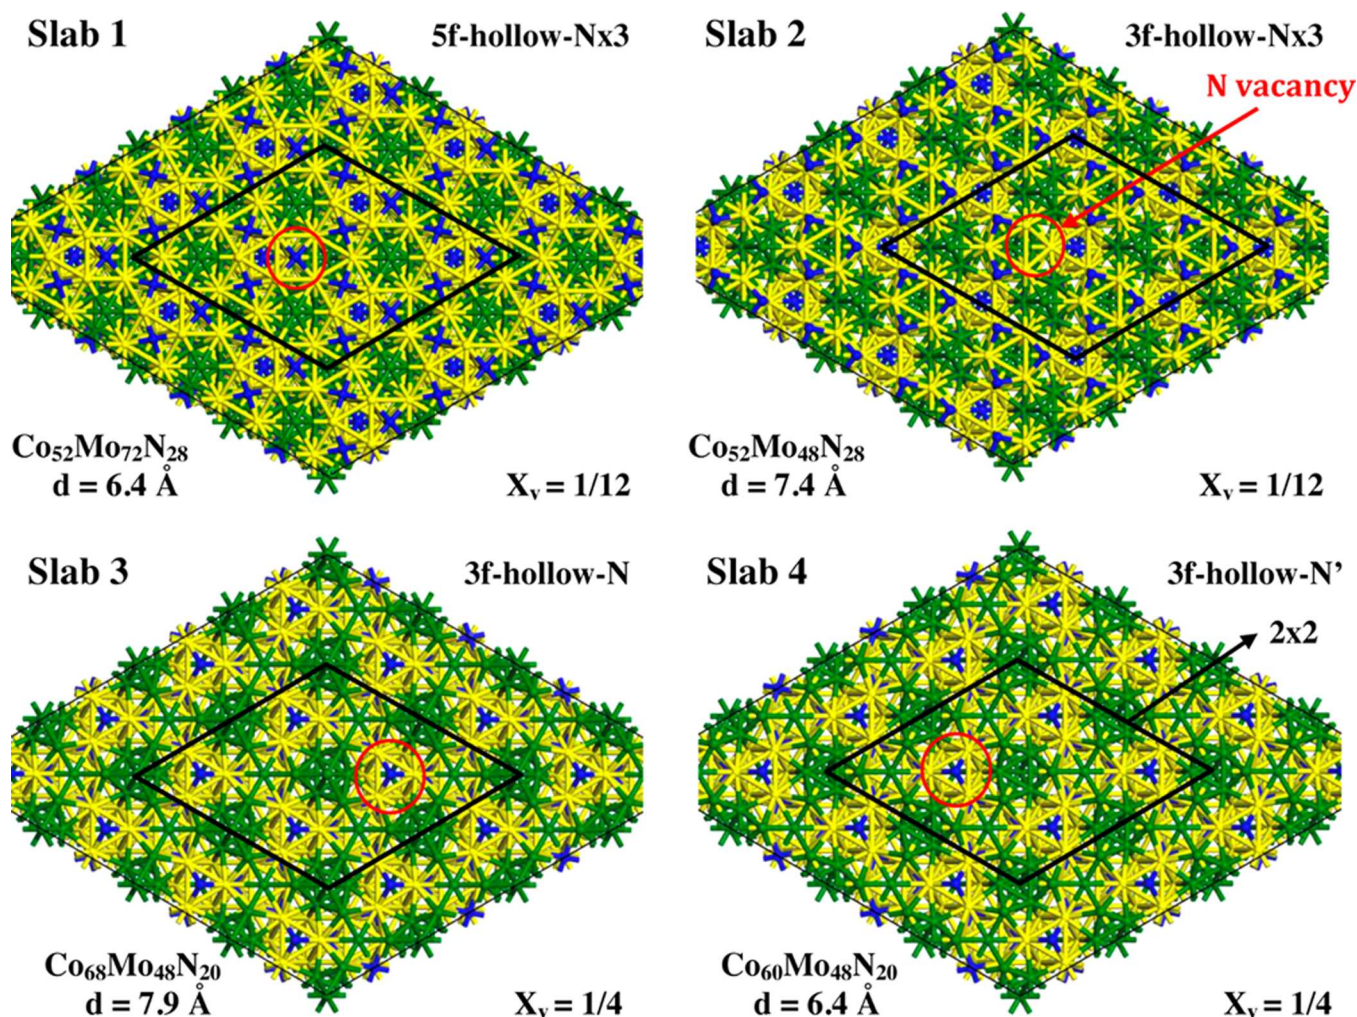 Slab 1
5f-hollow-Nx3
Co₅₂Mo₇₂N₂₈
d = 6.4 Å
Xᵥ = 1/12
Slab 2
3f-hollow-Nx3
N vacancy
Co₅₂Mo₄₈N₂₈
d = 7.4 Å
Xᵥ = 1/12
Slab 3
3f-hollow-N
Co₆₈Mo₄₈N₂₀
d = 7.9 Å
Xᵥ = 1/4
Slab 4
3f-hollow-N’
2x2
Co₆₀Mo₄₈N₂₀
d = 6.4 Å
Xᵥ = 1/4